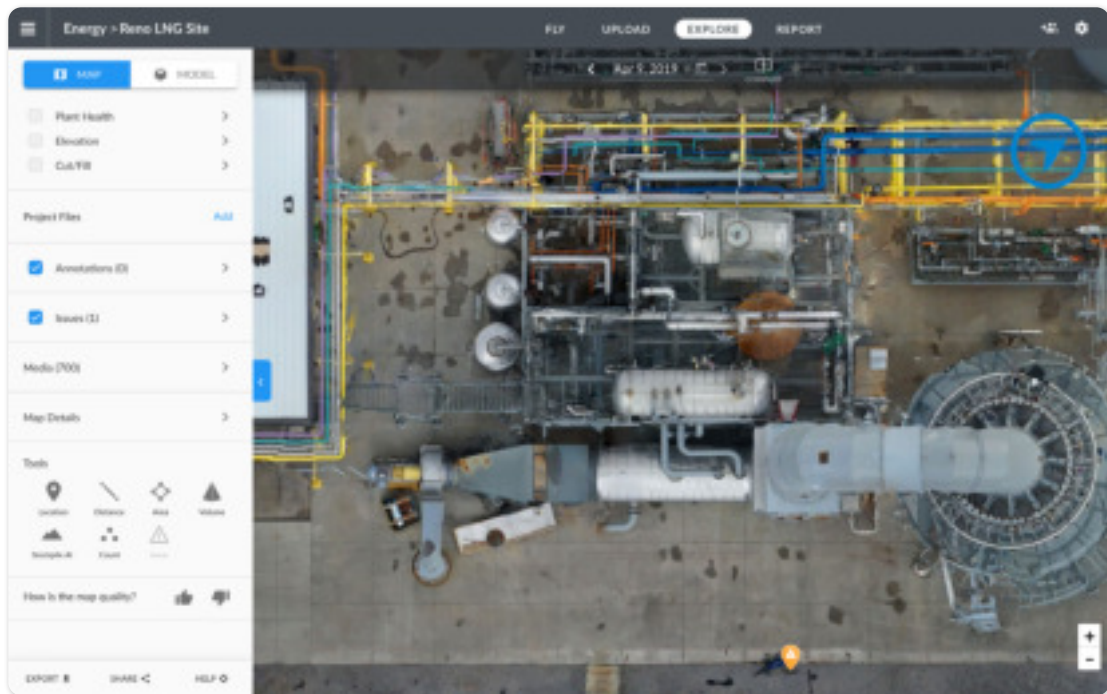 Energy > Reno LNG Site
FLY UPLOAD EXPLORE REPORT
MAP MODEL
Apr 9, 2019
Plant Health
Elevation
Cut/Fill
Project Files Add
Annotations (0)
Issues (1)
Media (700)
Map Details
Tools
Location Distance Area Volume
Count
How is the map quality?
EXPORT SHARE HELP
+
−